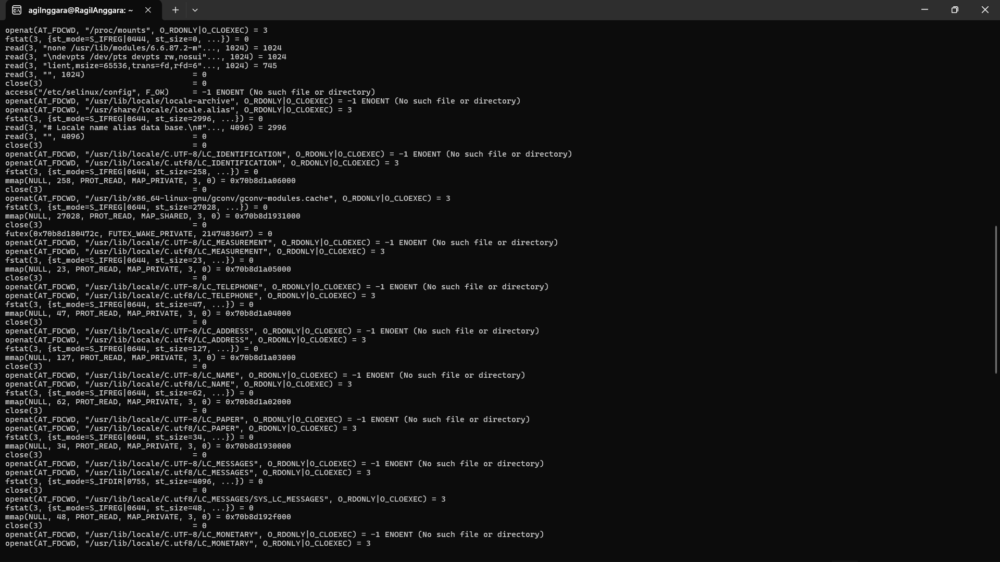 agilnggara@RagilAnggara: ~
openat(AT_FDCWD, "/proc/mounts", O_RDONLY|O_CLOEXEC) = 3
fstat(3, {st_mode=S_IFREG|0444, st_size=0, ...}) = 0
read(3, "none /usr/lib/modules/6.6.87.2-m"..., 1024) = 1024
read(3, "\ndevpts /dev/pts devpts rw,nosui"..., 1024) = 1024
read(3, "lient,msize=65536,trans=fd,rfd=6"..., 1024) = 745
read(3, "", 1024)                       = 0
close(3)                                = 0
access("/etc/selinux/config", F_OK)     = -1 ENOENT (No such file or directory)
openat(AT_FDCWD, "/usr/lib/locale/locale-archive", O_RDONLY|O_CLOEXEC) = -1 ENOENT (No such file or directory)
openat(AT_FDCWD, "/usr/share/locale/locale.alias", O_RDONLY|O_CLOEXEC) = 3
fstat(3, {st_mode=S_IFREG|0644, st_size=2996, ...}) = 0
read(3, "# Locale name alias data base.\n#"..., 4096) = 2996
read(3, "", 4096)                       = 0
close(3)                                = 0
openat(AT_FDCWD, "/usr/lib/locale/C.UTF-8/LC_IDENTIFICATION", O_RDONLY|O_CLOEXEC) = -1 ENOENT (No such file or directory)
openat(AT_FDCWD, "/usr/lib/locale/C.utf8/LC_IDENTIFICATION", O_RDONLY|O_CLOEXEC) = 3
fstat(3, {st_mode=S_IFREG|0644, st_size=258, ...}) = 0
mmap(NULL, 258, PROT_READ, MAP_PRIVATE, 3, 0) = 0x70b8d1a06000
close(3)                                = 0
openat(AT_FDCWD, "/usr/lib/x86_64-linux-gnu/gconv/gconv-modules.cache", O_RDONLY|O_CLOEXEC) = 3
fstat(3, {st_mode=S_IFREG|0644, st_size=27028, ...}) = 0
mmap(NULL, 27028, PROT_READ, MAP_SHARED, 3, 0) = 0x70b8d1931000
close(3)                                = 0
futex(0x70b8d180472c, FUTEX_WAKE_PRIVATE, 2147483647) = 0
openat(AT_FDCWD, "/usr/lib/locale/C.UTF-8/LC_MEASUREMENT", O_RDONLY|O_CLOEXEC) = -1 ENOENT (No such file or directory)
openat(AT_FDCWD, "/usr/lib/locale/C.utf8/LC_MEASUREMENT", O_RDONLY|O_CLOEXEC) = 3
fstat(3, {st_mode=S_IFREG|0644, st_size=23, ...}) = 0
mmap(NULL, 23, PROT_READ, MAP_PRIVATE, 3, 0) = 0x70b8d1a05000
close(3)                                = 0
openat(AT_FDCWD, "/usr/lib/locale/C.UTF-8/LC_TELEPHONE", O_RDONLY|O_CLOEXEC) = -1 ENOENT (No such file or directory)
openat(AT_FDCWD, "/usr/lib/locale/C.utf8/LC_TELEPHONE", O_RDONLY|O_CLOEXEC) = 3
fstat(3, {st_mode=S_IFREG|0644, st_size=47, ...}) = 0
mmap(NULL, 47, PROT_READ, MAP_PRIVATE, 3, 0) = 0x70b8d1a04000
close(3)                                = 0
openat(AT_FDCWD, "/usr/lib/locale/C.UTF-8/LC_ADDRESS", O_RDONLY|O_CLOEXEC) = -1 ENOENT (No such file or directory)
openat(AT_FDCWD, "/usr/lib/locale/C.utf8/LC_ADDRESS", O_RDONLY|O_CLOEXEC) = 3
fstat(3, {st_mode=S_IFREG|0644, st_size=127, ...}) = 0
mmap(NULL, 127, PROT_READ, MAP_PRIVATE, 3, 0) = 0x70b8d1a03000
close(3)                                = 0
openat(AT_FDCWD, "/usr/lib/locale/C.UTF-8/LC_NAME", O_RDONLY|O_CLOEXEC) = -1 ENOENT (No such file or directory)
openat(AT_FDCWD, "/usr/lib/locale/C.utf8/LC_NAME", O_RDONLY|O_CLOEXEC) = 3
fstat(3, {st_mode=S_IFREG|0644, st_size=62, ...}) = 0
mmap(NULL, 62, PROT_READ, MAP_PRIVATE, 3, 0) = 0x70b8d1a02000
close(3)                                = 0
openat(AT_FDCWD, "/usr/lib/locale/C.UTF-8/LC_PAPER", O_RDONLY|O_CLOEXEC) = -1 ENOENT (No such file or directory)
openat(AT_FDCWD, "/usr/lib/locale/C.utf8/LC_PAPER", O_RDONLY|O_CLOEXEC) = 3
fstat(3, {st_mode=S_IFREG|0644, st_size=34, ...}) = 0
mmap(NULL, 34, PROT_READ, MAP_PRIVATE, 3, 0) = 0x70b8d1930000
close(3)                                = 0
openat(AT_FDCWD, "/usr/lib/locale/C.UTF-8/LC_MESSAGES", O_RDONLY|O_CLOEXEC) = -1 ENOENT (No such file or directory)
openat(AT_FDCWD, "/usr/lib/locale/C.utf8/LC_MESSAGES", O_RDONLY|O_CLOEXEC) = 3
fstat(3, {st_mode=S_IFDIR|0755, st_size=4096, ...}) = 0
close(3)                                = 0
openat(AT_FDCWD, "/usr/lib/locale/C.utf8/LC_MESSAGES/SYS_LC_MESSAGES", O_RDONLY|O_CLOEXEC) = 3
fstat(3, {st_mode=S_IFREG|0644, st_size=48, ...}) = 0
mmap(NULL, 48, PROT_READ, MAP_PRIVATE, 3, 0) = 0x70b8d192f000
close(3)                                = 0
openat(AT_FDCWD, "/usr/lib/locale/C.UTF-8/LC_MONETARY", O_RDONLY|O_CLOEXEC) = -1 ENOENT (No such file or directory)
openat(AT_FDCWD, "/usr/lib/locale/C.utf8/LC_MONETARY", O_RDONLY|O_CLOEXEC) = 3